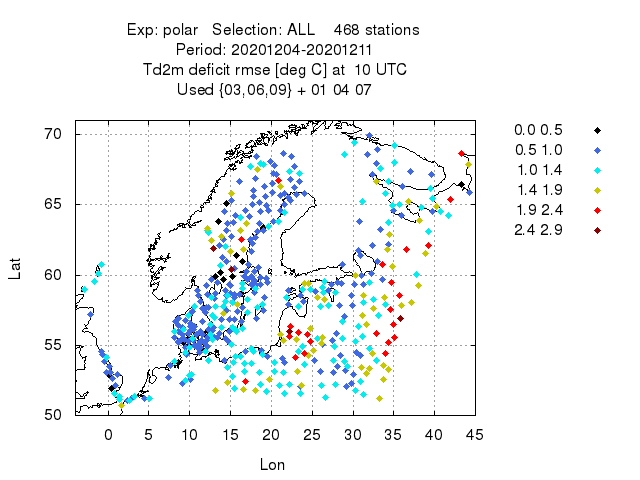 Exp: polar Selection: ALL 468 stations
Period: 20201204-20201211
Td2m deficit rmse [deg C] at 10 UTC
Used {03,06,09} + 01 04 07
70
65
60
55
50
Lat
0 5 10 15 20 25 30 35 40 45
Lon
0.0 0.5
0.5 1.0
1.0 1.4
1.4 1.9
1.9 2.4
2.4 2.9